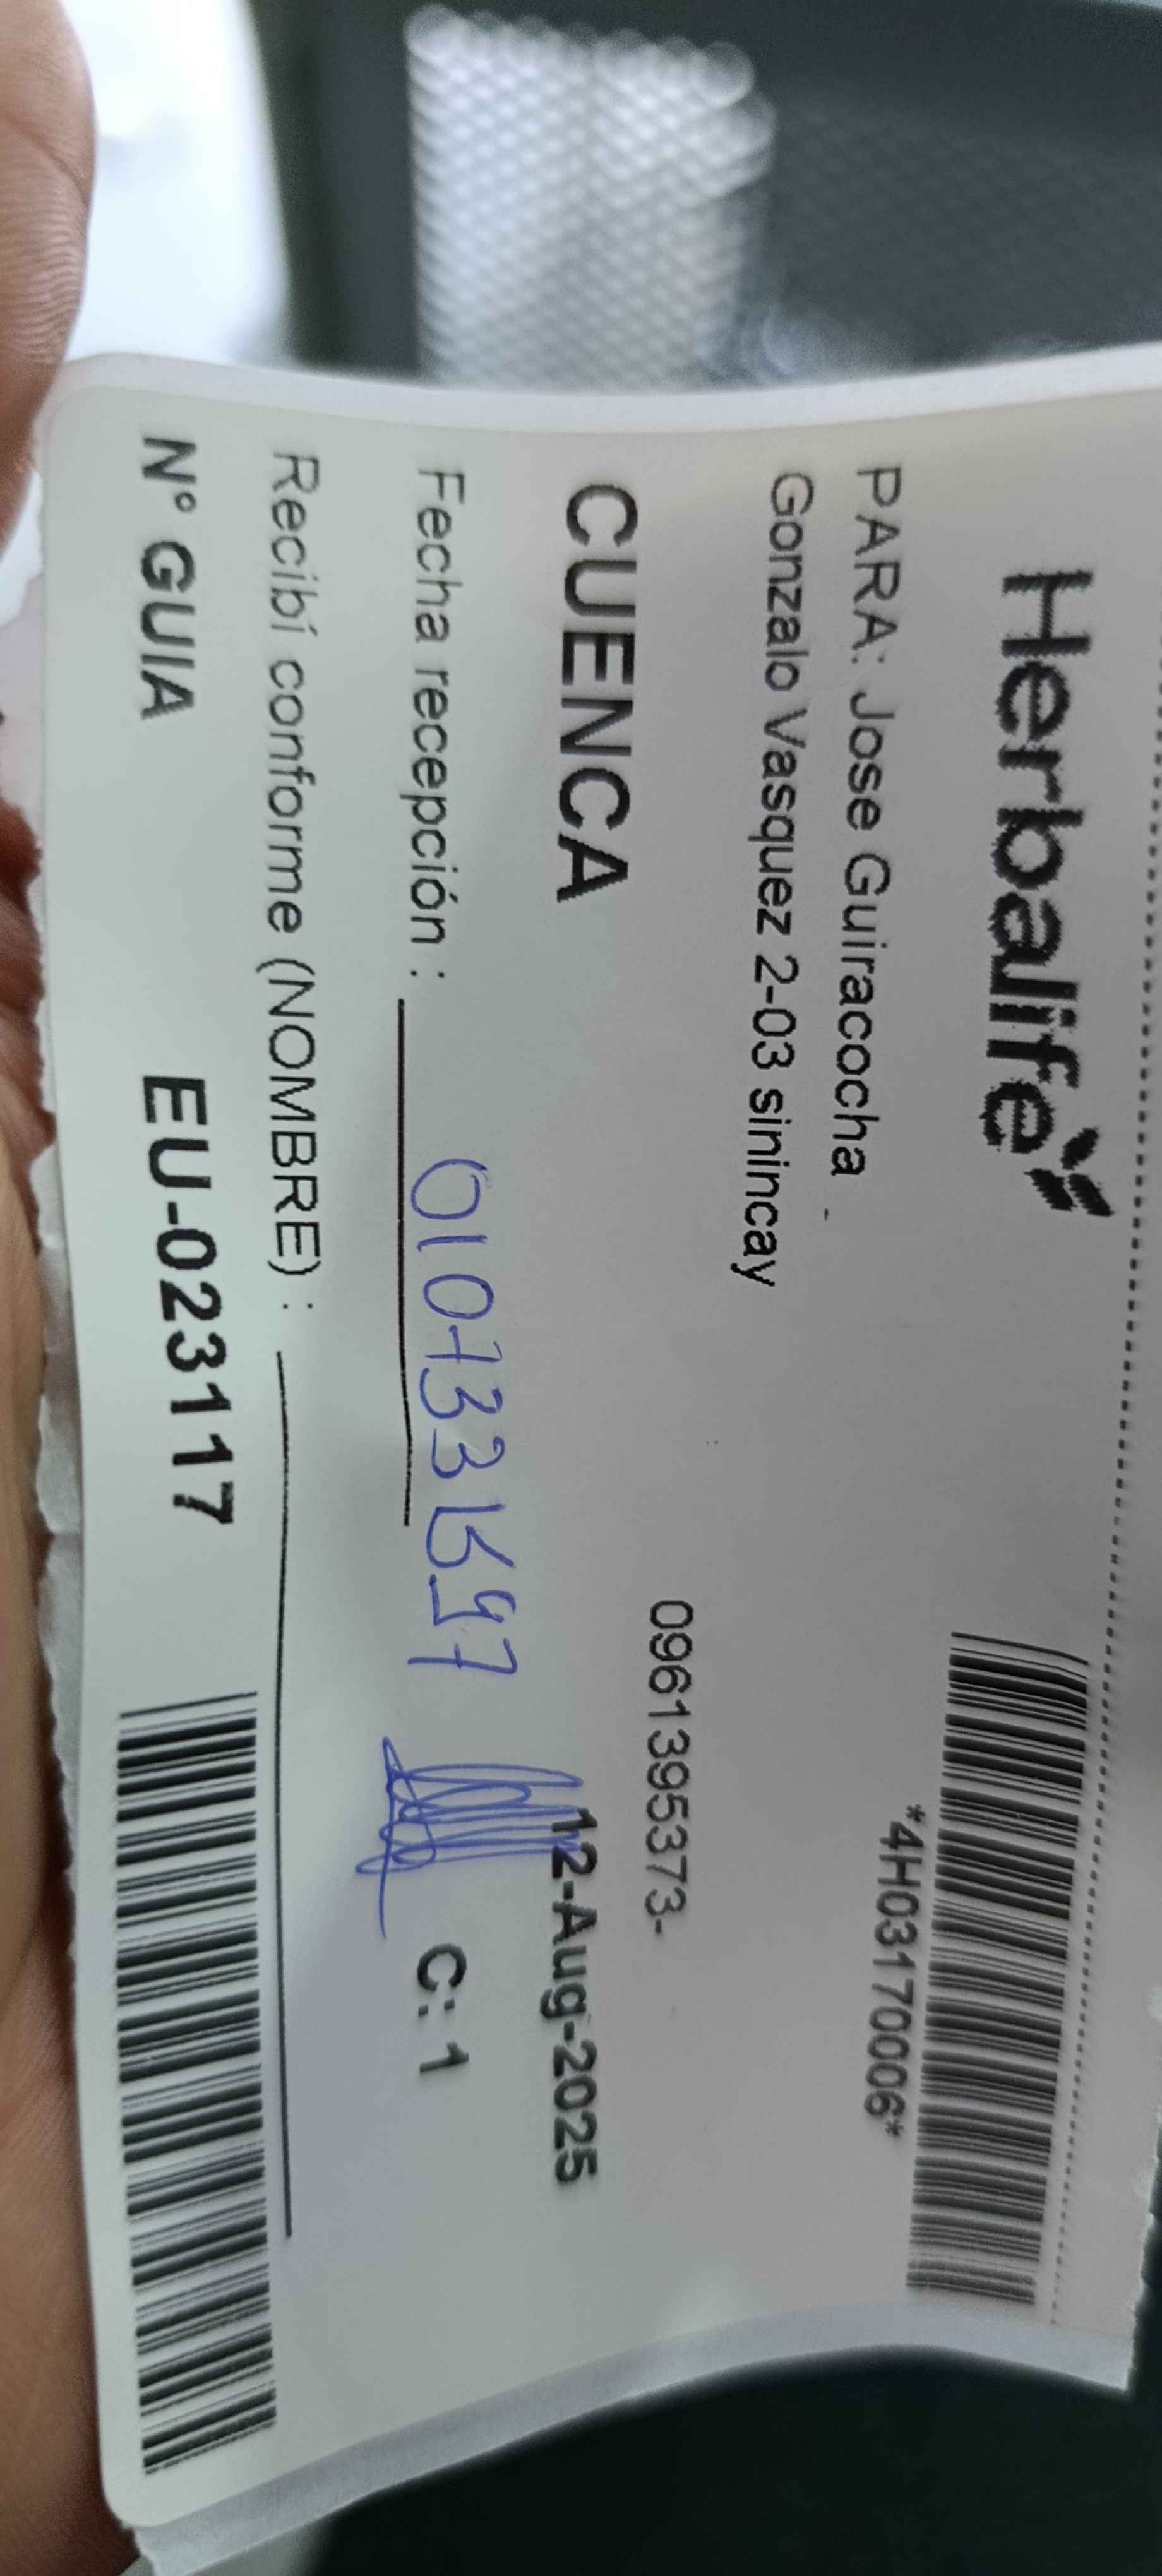 Herbalife
*4H03170006*
PARA: Jose Guiracocha
Gonzalo Vasquez 2-03 sinincay
0961395373-
CUENCA
12-Aug-2025
Fecha recepción :
C: 1
Recibí conforme (NOMBRE) :
Nº GUIA EU-023117